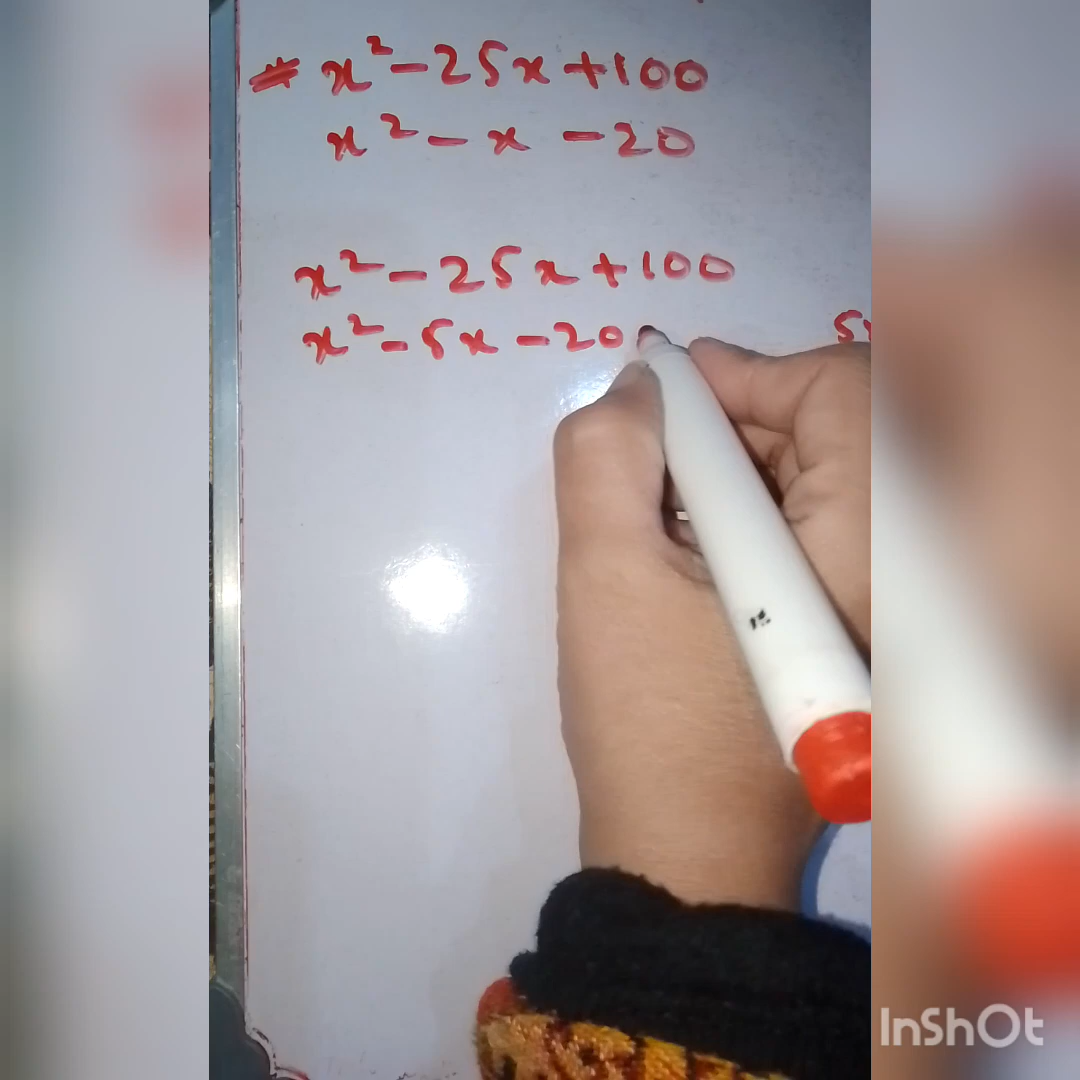 * x² - 25x + 100
x² - x - 20
x² - 25x + 100
x² - 5x - 20
InShOt